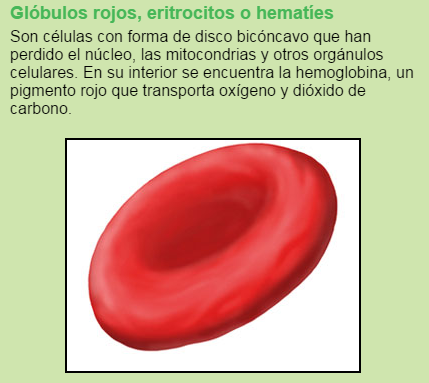 Glóbulos rojos, eritrocitos o hematíes
Son células con forma de disco bicóncavo que han
perdido el núcleo, las mitocondrias y otros orgánulos
celulares. En su interior se encuentra la hemoglobina, un
pigmento rojo que transporta oxígeno y dióxido de
carbono.